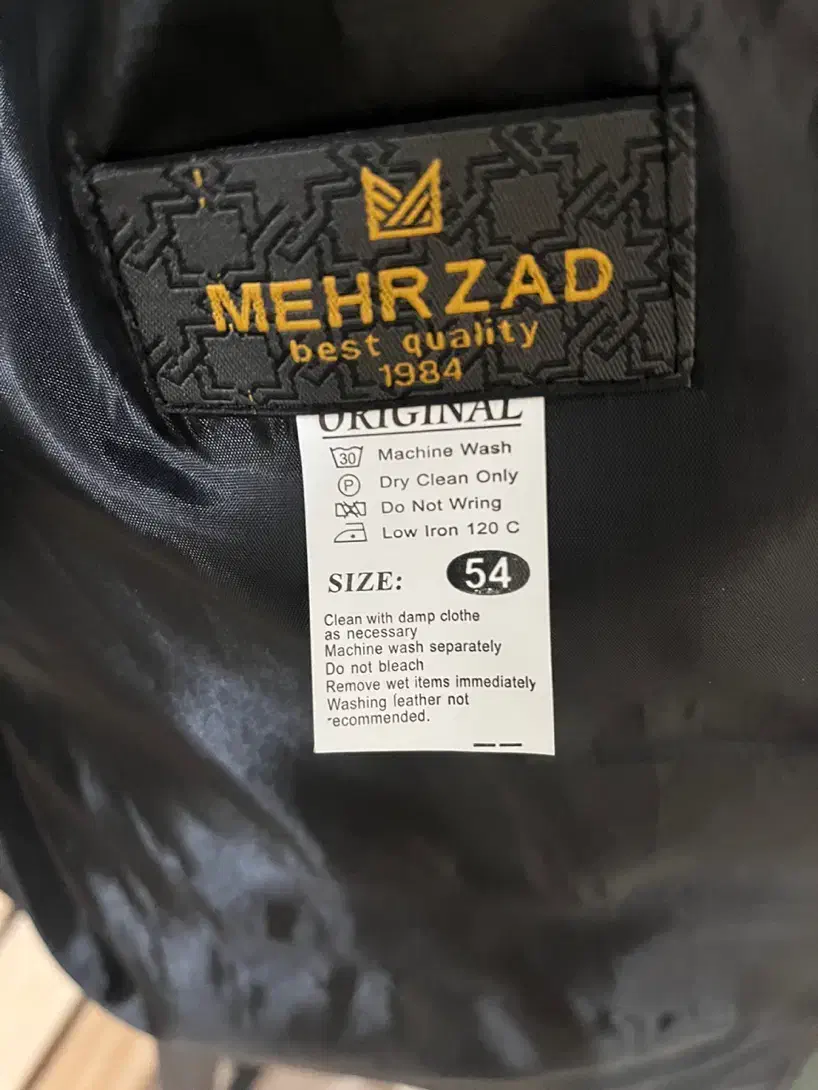 MEHRZAD
best quality
1984
ORIGINAL
30 Machine Wash
P Dry Clean Only
Do Not Wring
Low Iron 120 C
SIZE: 54
Clean with damp clothe
as necessary
Machine wash separately
Do not bleach
Remove wet items immediately
Washing leather not
recommended.